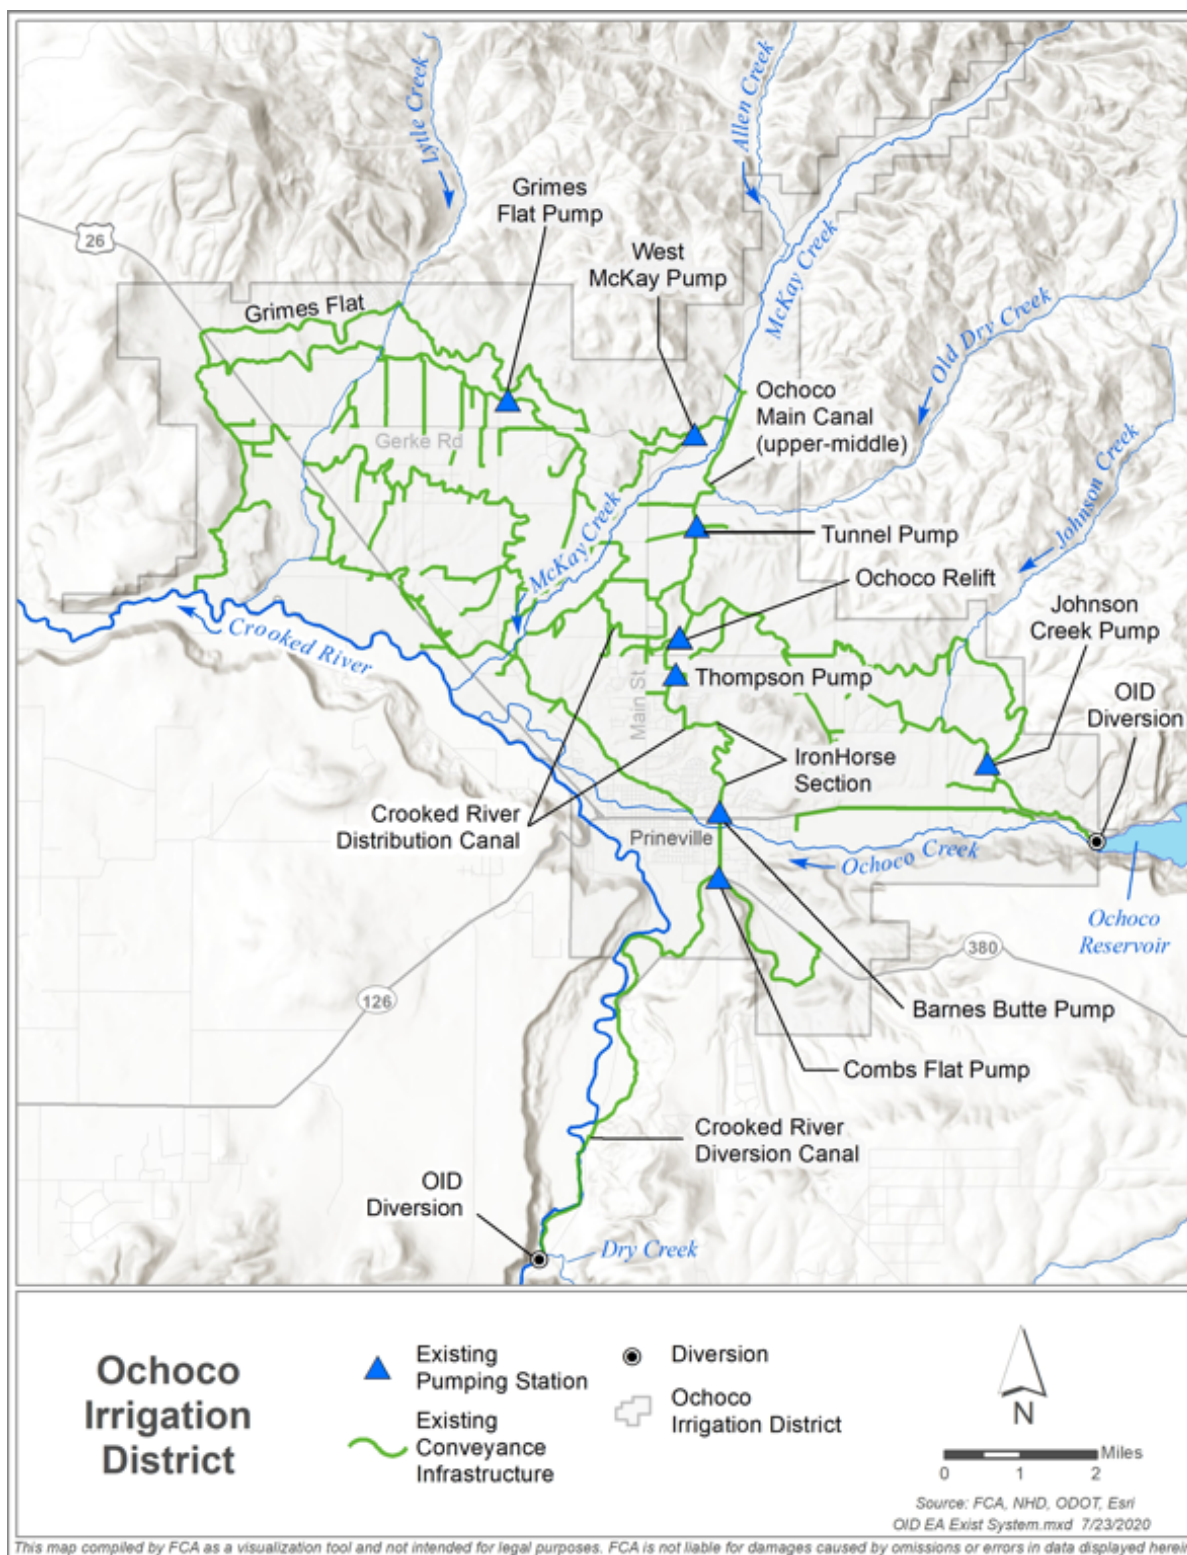 Lytle Creek
Allen Creek
Grimes
Flat Pump
26
West
McKay Pump
McKay Creek
Grimes Flat
Old Dry Creek
Ochoco
Main Canal
(upper-middle)
Gerke Rd
Johnson Creek
Tunnel Pump
McKay Creek
Ochoco Relift
Johnson
Creek Pump
Crooked River
Thompson Pump
Main St
OID
Diversion
IronHorse
Section
Crooked River
Distribution Canal
Prineville
Ochoco Creek
Ochoco
Reservoir
380
126
Barnes Butte Pump
Combs Flat Pump
Crooked River
Diversion Canal
OID
Diversion
Dry Creek
Ochoco
Irrigation
District
Existing
Pumping Station
Existing
Conveyance
Infrastructure
Diversion
Ochoco
Irrigation District
N
Miles
0 1 2
Source: FCA, NHD, ODOT, Esri
OID EA Exist System.mxd 7/23/2020
This map compiled by FCA as a visualization tool and not intended for legal purposes. FCA is not liable for damages caused by omissions or errors in data displayed herein